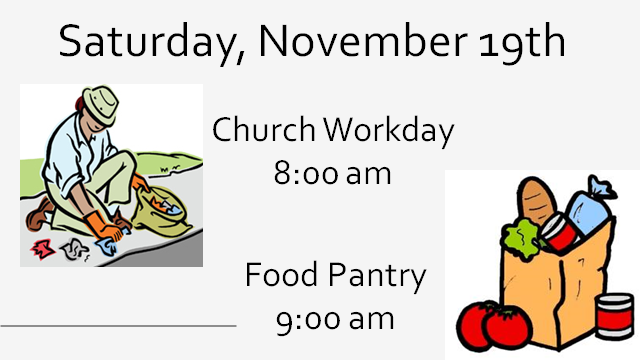 Saturday, November 19th
Church Workday
8:00 am
Food Pantry
9:00 am